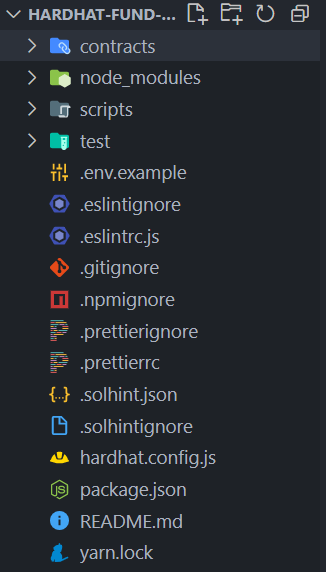 HARDHAT-FUND-...
contracts
node_modules
scripts
test
.env.example
.eslintignore
.eslintrc.js
.gitignore
.npmignore
.prettierignore
.prettierrc
.solhint.json
.solhintignore
hardhat.config.js
package.json
README.md
yarn.lock